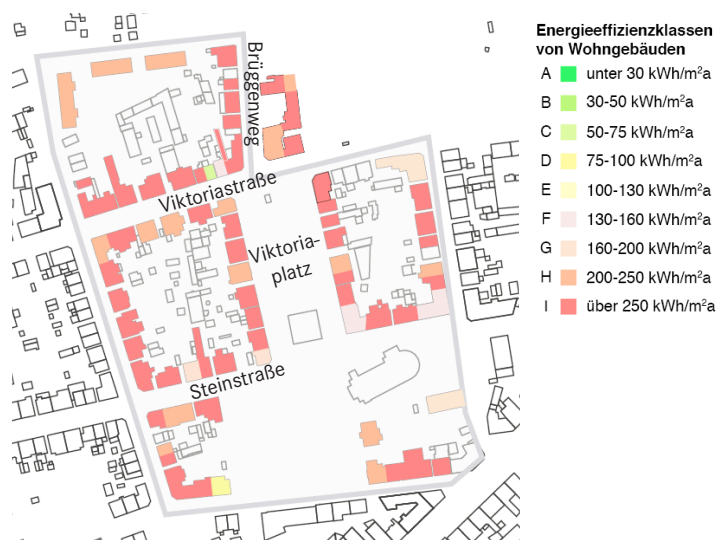 Energieeffizienzklassen
von Wohngebäuden
A unter 30 kWh/m²a
B 30-50 kWh/m²a
C 50-75 kWh/m²a
D 75-100 kWh/m²a
E 100-130 kWh/m²a
F 130-160 kWh/m²a
G 160-200 kWh/m²a
H 200-250 kWh/m²a
I über 250 kWh/m²a
Brüggenweg
Viktoriastraße
Viktoria-
platz
Steinstraße